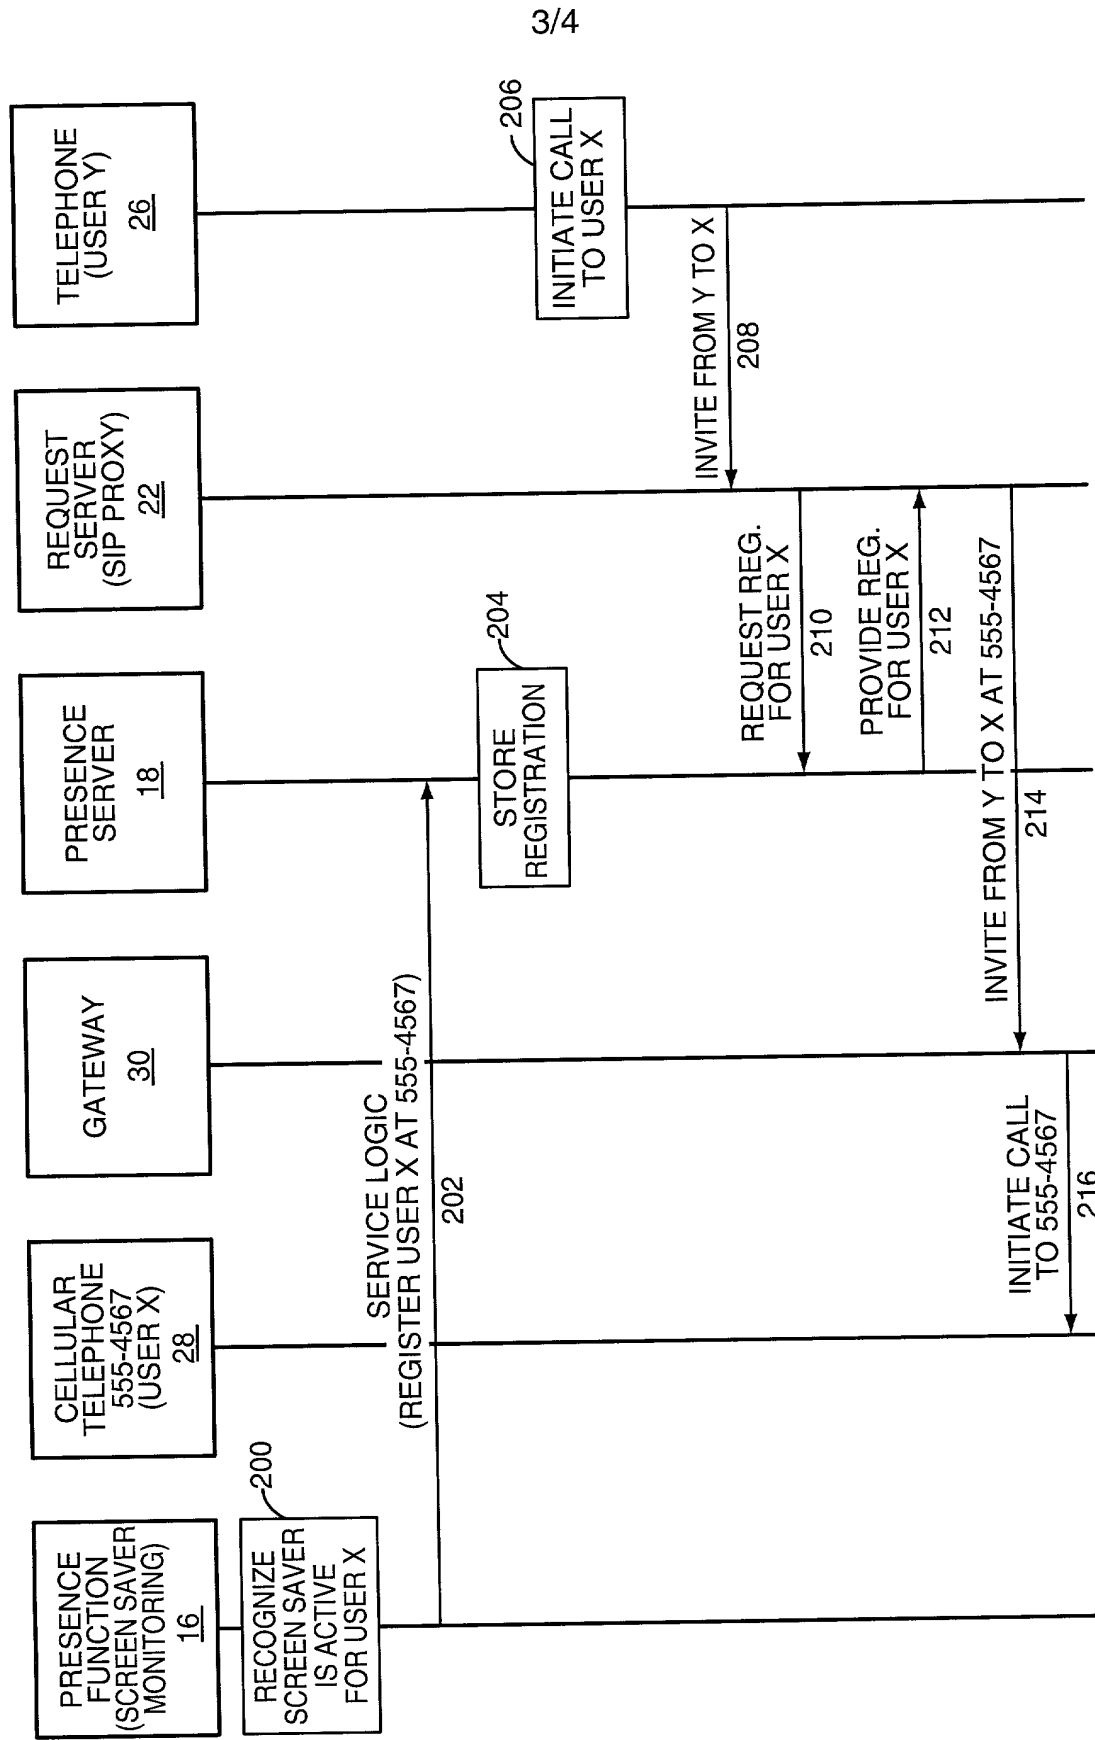 3/4
PRESENCE
FUNCTION
(SCREEN SAVER
MONITORING)
16
CELLULAR
TELEPHONE
555-4567
(USER X)
28
GATEWAY
30
PRESENCE
SERVER
18
REQUEST
SERVER
(SIP PROXY)
22
TELEPHONE
(USER Y)
26
200
RECOGNIZE
SCREEN SAVER
IS ACTIVE
FOR USER X
SERVICE LOGIC
(REGISTER USER X AT 555-4567)
202
204
STORE
REGISTRATION
206
INITIATE CALL
TO USER X
INVITE FROM Y TO X
208
REQUEST REG.
FOR USER X
210
PROVIDE REG.
FOR USER X
212
INVITE FROM Y TO X AT 555-4567
214
INITIATE CALL
TO 555-4567
216